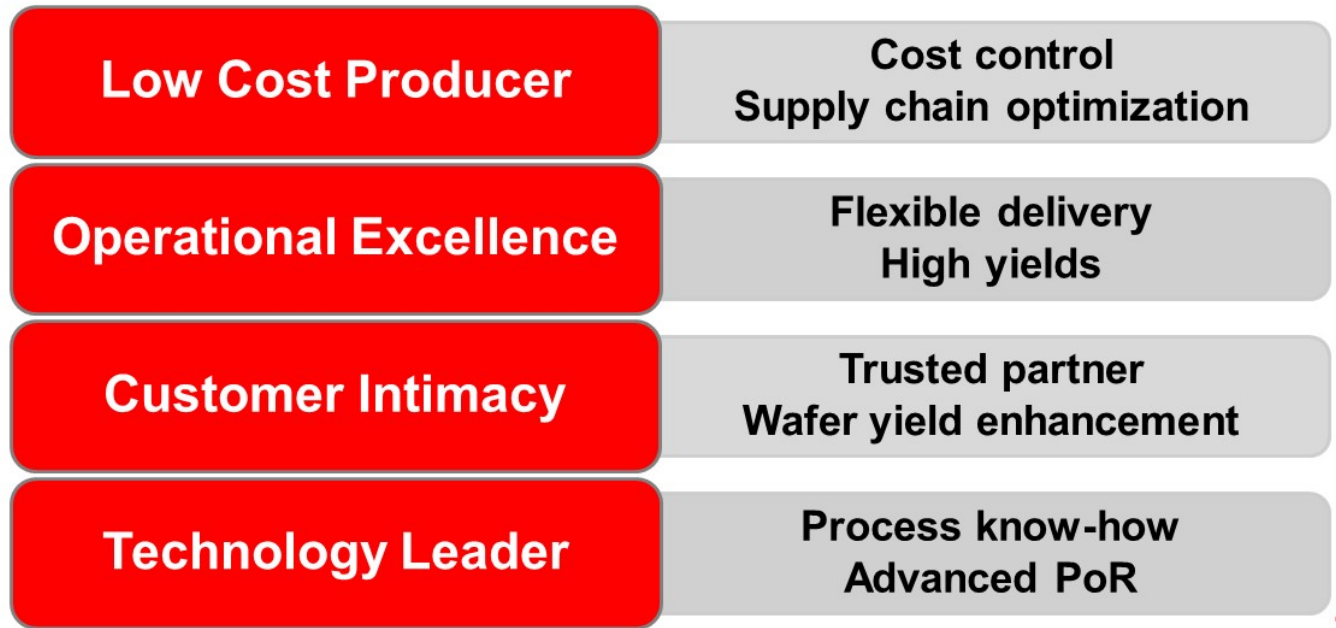 Low Cost Producer
Cost control
Supply chain optimization
Operational Excellence
Flexible delivery
High yields
Customer Intimacy
Trusted partner
Wafer yield enhancement
Technology Leader
Process know-how
Advanced PoR